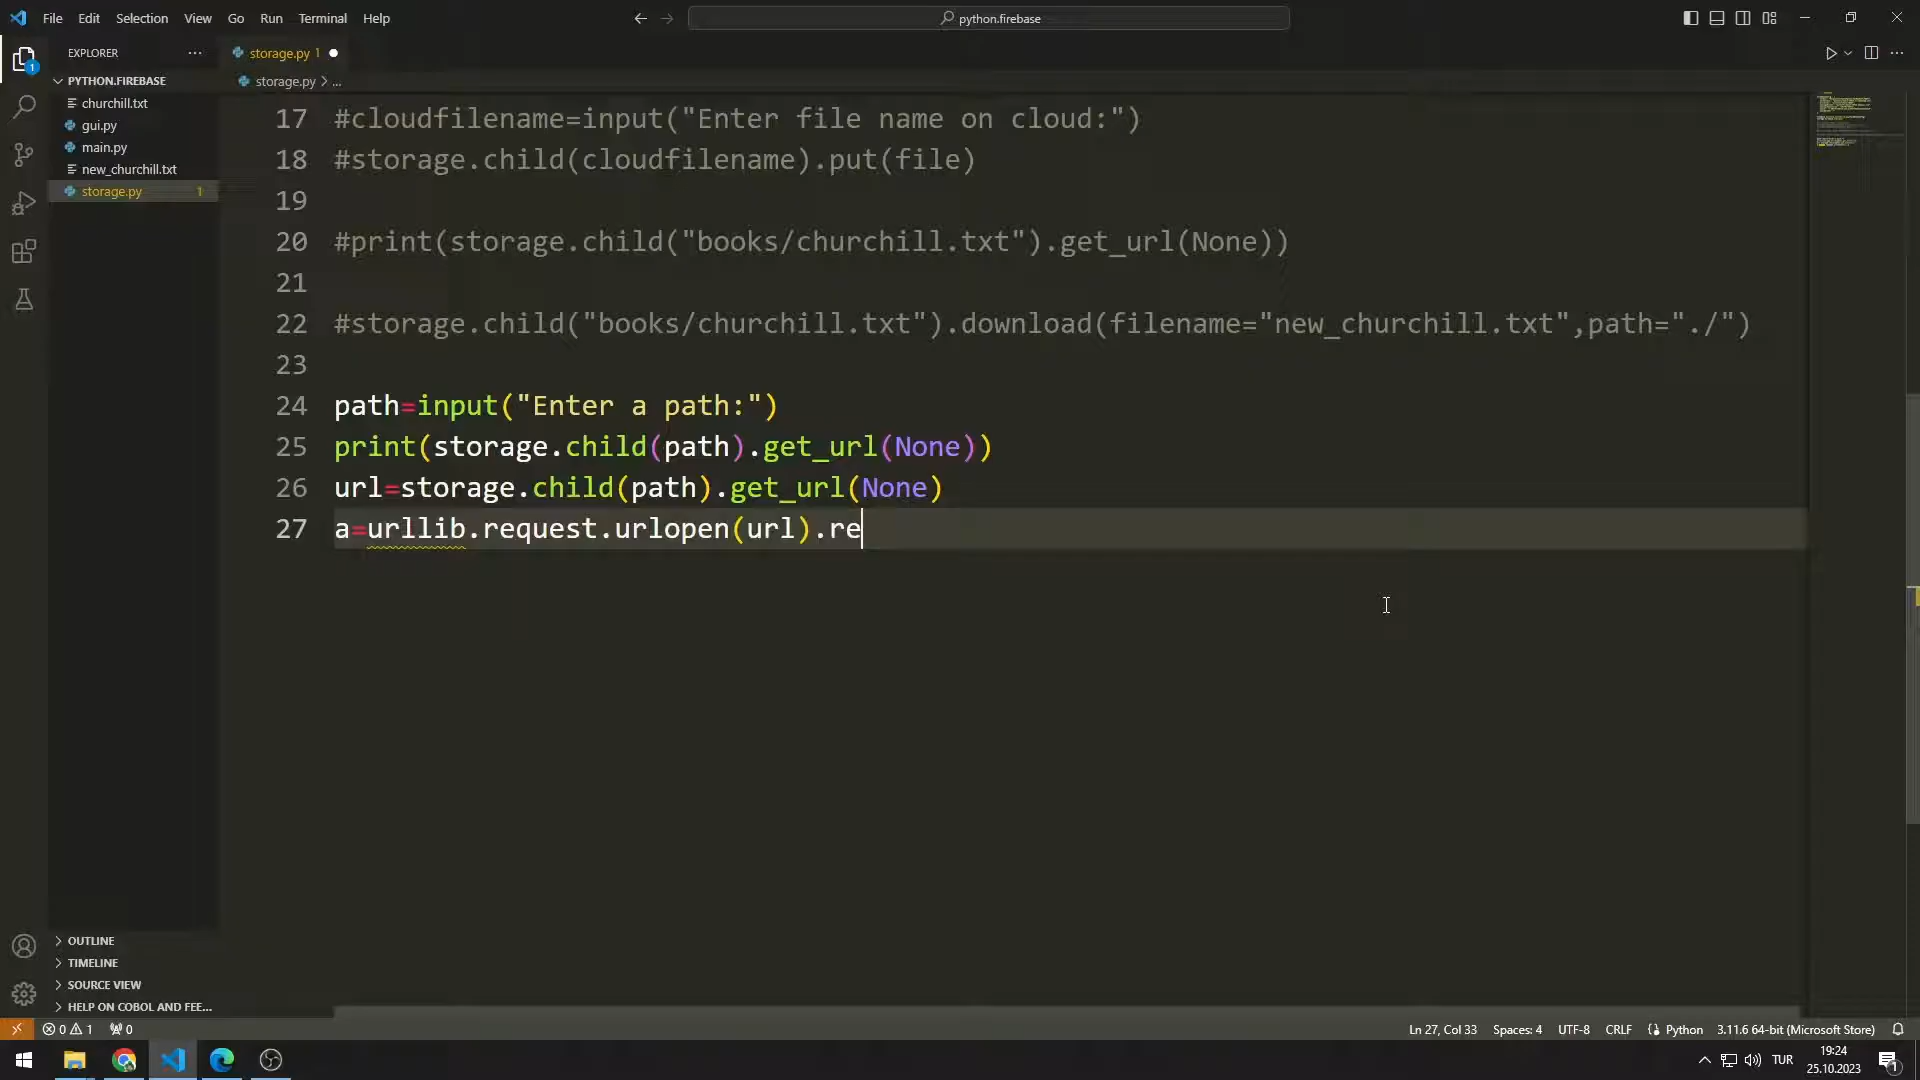 File Edit Selection View Go Run Terminal Help
python.firebase
EXPLORER
storage.py 1
PYTHON.FIREBASE
storage.py > ...
churchill.txt
gui.py
main.py
new_churchill.txt
storage.py 1
17 #cloudfilename=input("Enter file name on cloud:")
18 #storage.child(cloudfilename).put(file)
19
20 #print(storage.child("books/churchill.txt").get_url(None))
21
22 #storage.child("books/churchill.txt").download(filename="new_churchill.txt",path="./")
23
24 path=input("Enter a path:")
25 print(storage.child(path).get_url(None))
26 url=storage.child(path).get_url(None)
27 a=urllib.request.urlopen(url).re
OUTLINE
TIMELINE
SOURCE VIEW
HELP ON COBOL AND FEE...
0 1 0
Ln 27, Col 33 Spaces: 4 UTF-8 CRLF Python 3.11.6 64-bit (Microsoft Store)
TUR
19:24
25.10.2023
1
1